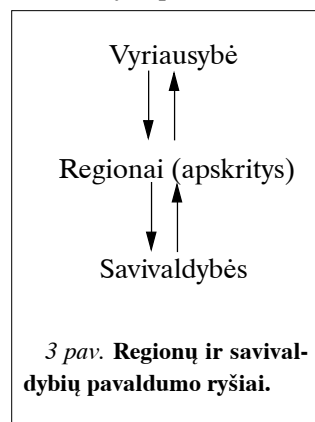 Vyriausybė
Regionai (apskritys)
Savivaldybės
3 pav. Regionų ir savival-
dybių pavaldumo ryšiai.